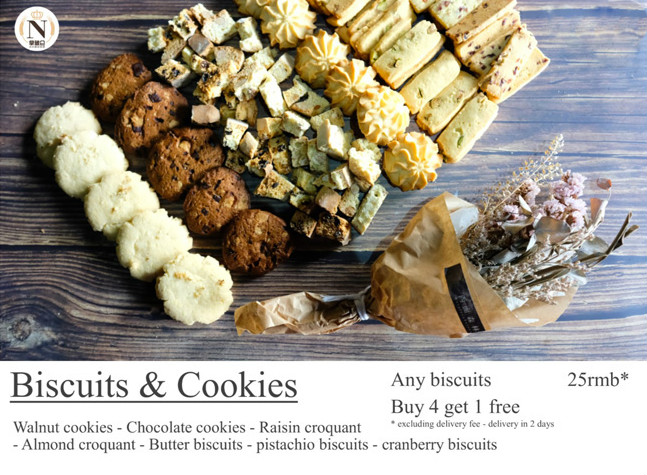 N
Biscuits & Cookies
Any biscuits 25rmb*
Buy 4 get 1 free
* excluding delivery fee - delivery in 2 days
Walnut cookies - Chocolate cookies - Raisin croquant
- Almond croquant - Butter biscuits - pistachio biscuits - cranberry biscuits